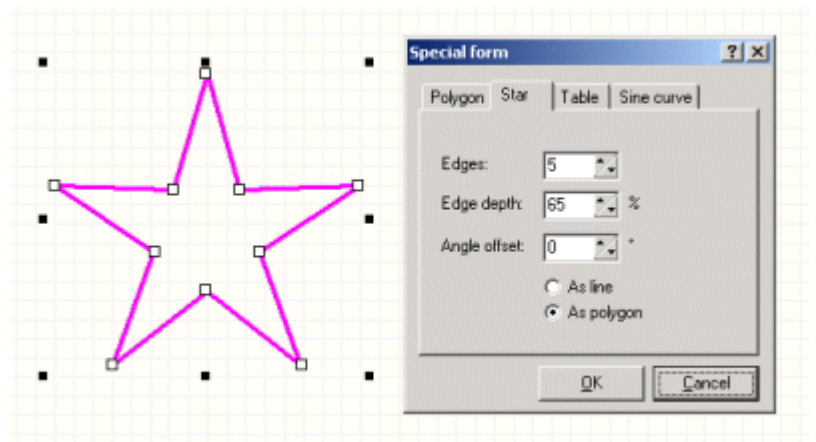 Special form
Polygon Star Table Sine curve
Edges: 5
Edge depth: 65 %
Angle offset: 0 °
As line
As polygon
OK Cancel